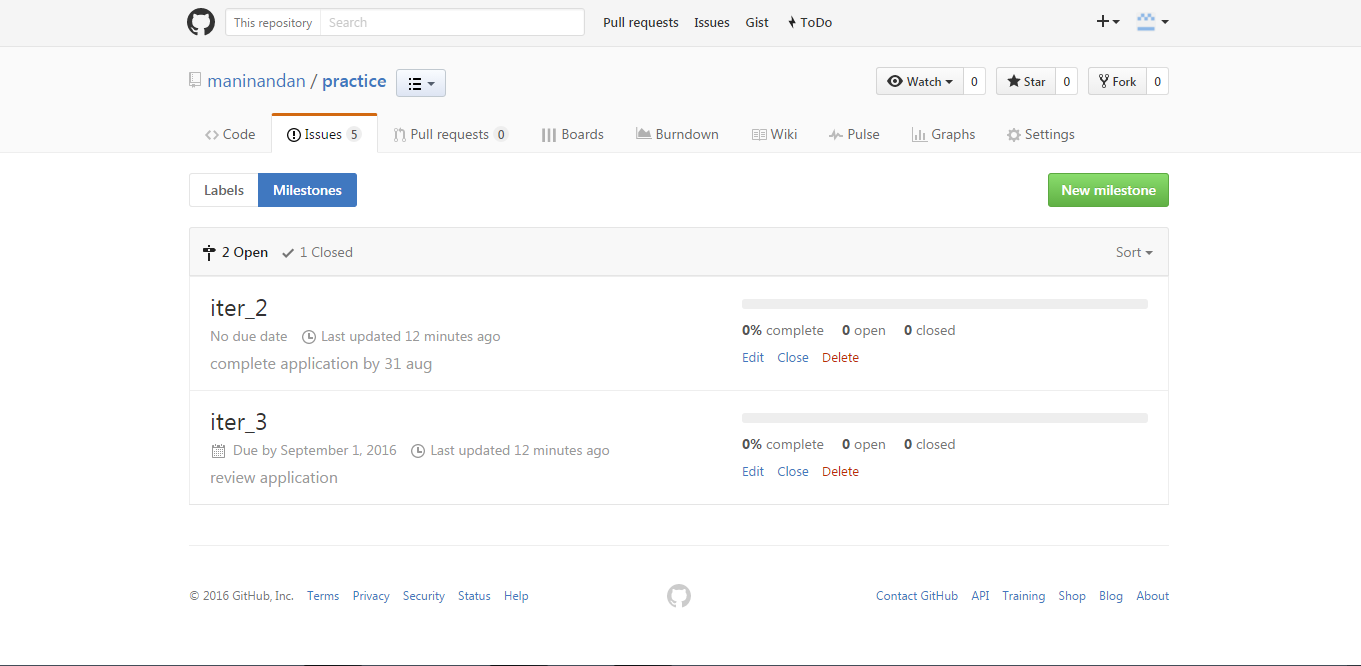 This repository Search Pull requests Issues Gist ToDo
maninandan / practice Watch 0 Star 0 Fork 0
Code Issues 5 Pull requests 0 Boards Burndown Wiki Pulse Graphs Settings
Labels Milestones New milestone
2 Open 1 Closed Sort
iter_2
No due date Last updated 12 minutes ago
complete application by 31 aug
0% complete 0 open 0 closed
Edit Close Delete
iter_3
Due by September 1, 2016 Last updated 12 minutes ago
review application
0% complete 0 open 0 closed
Edit Close Delete
© 2016 GitHub, Inc. Terms Privacy Security Status Help Contact GitHub API Training Shop Blog About